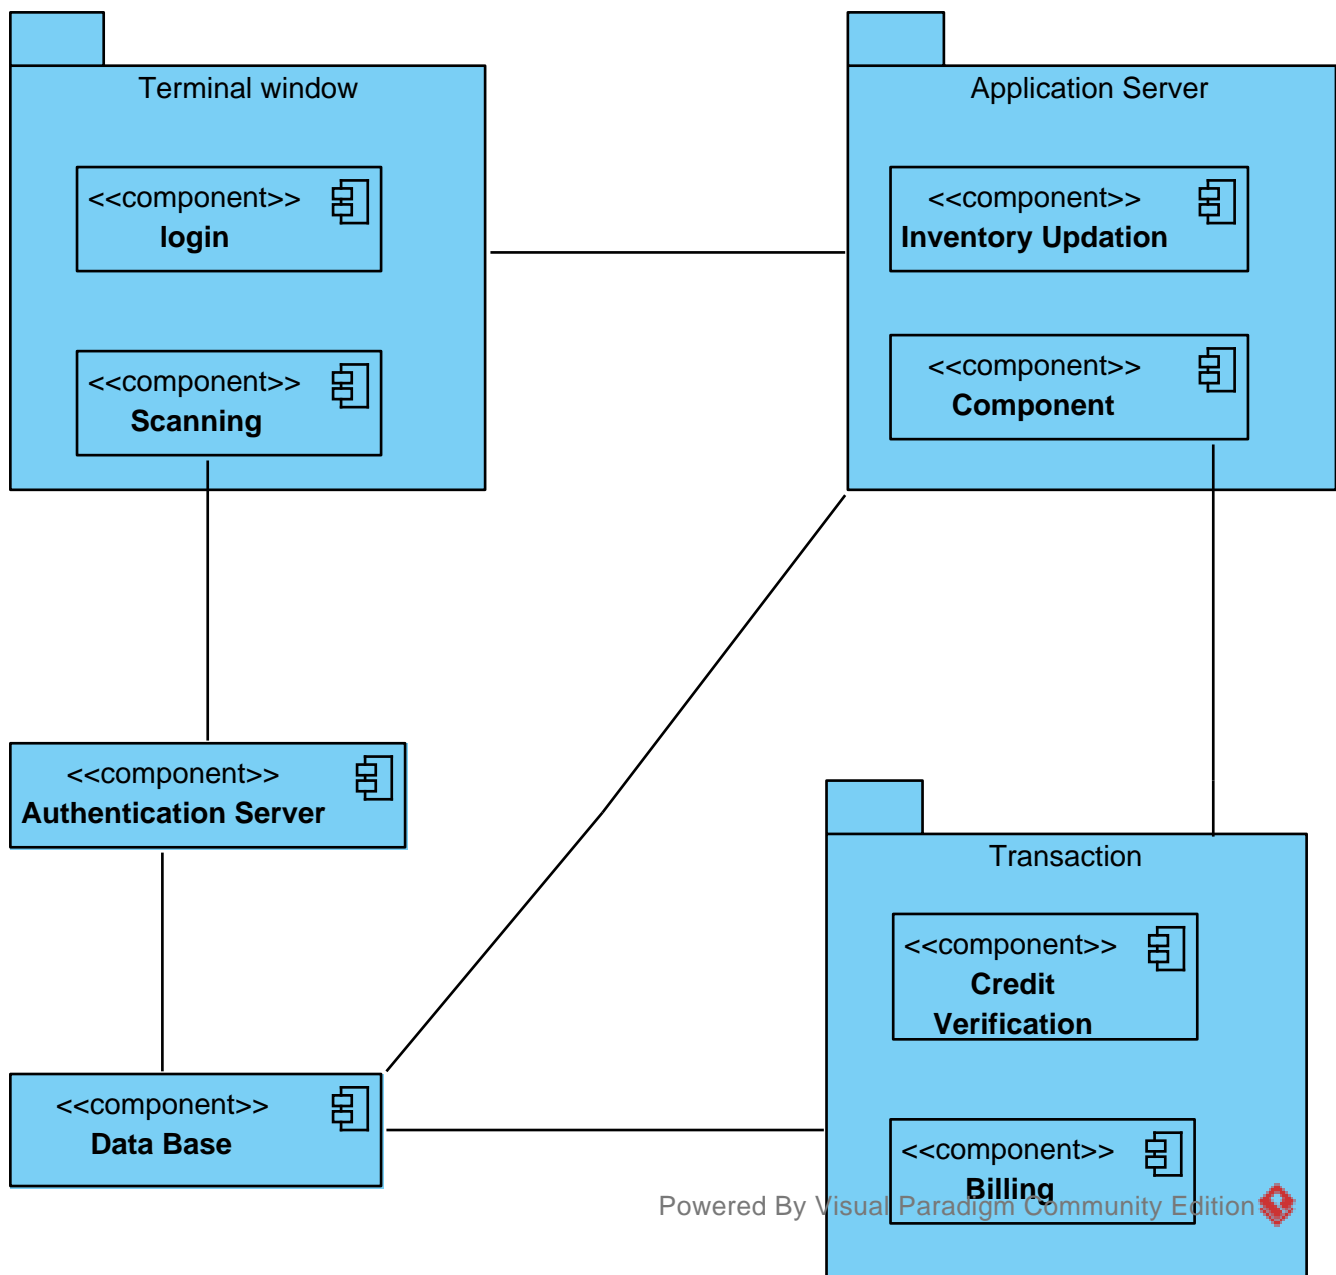 Terminal window
<<component>>
login
<<component>>
Scanning
Application Server
<<component>>
Inventory Updation
<<component>>
Component
<<component>>
Authentication Server
<<component>>
Data Base
Transaction
<<component>>
Credit
Verification
<<component>>
Billing
Powered By Visual Paradigm Community Edition